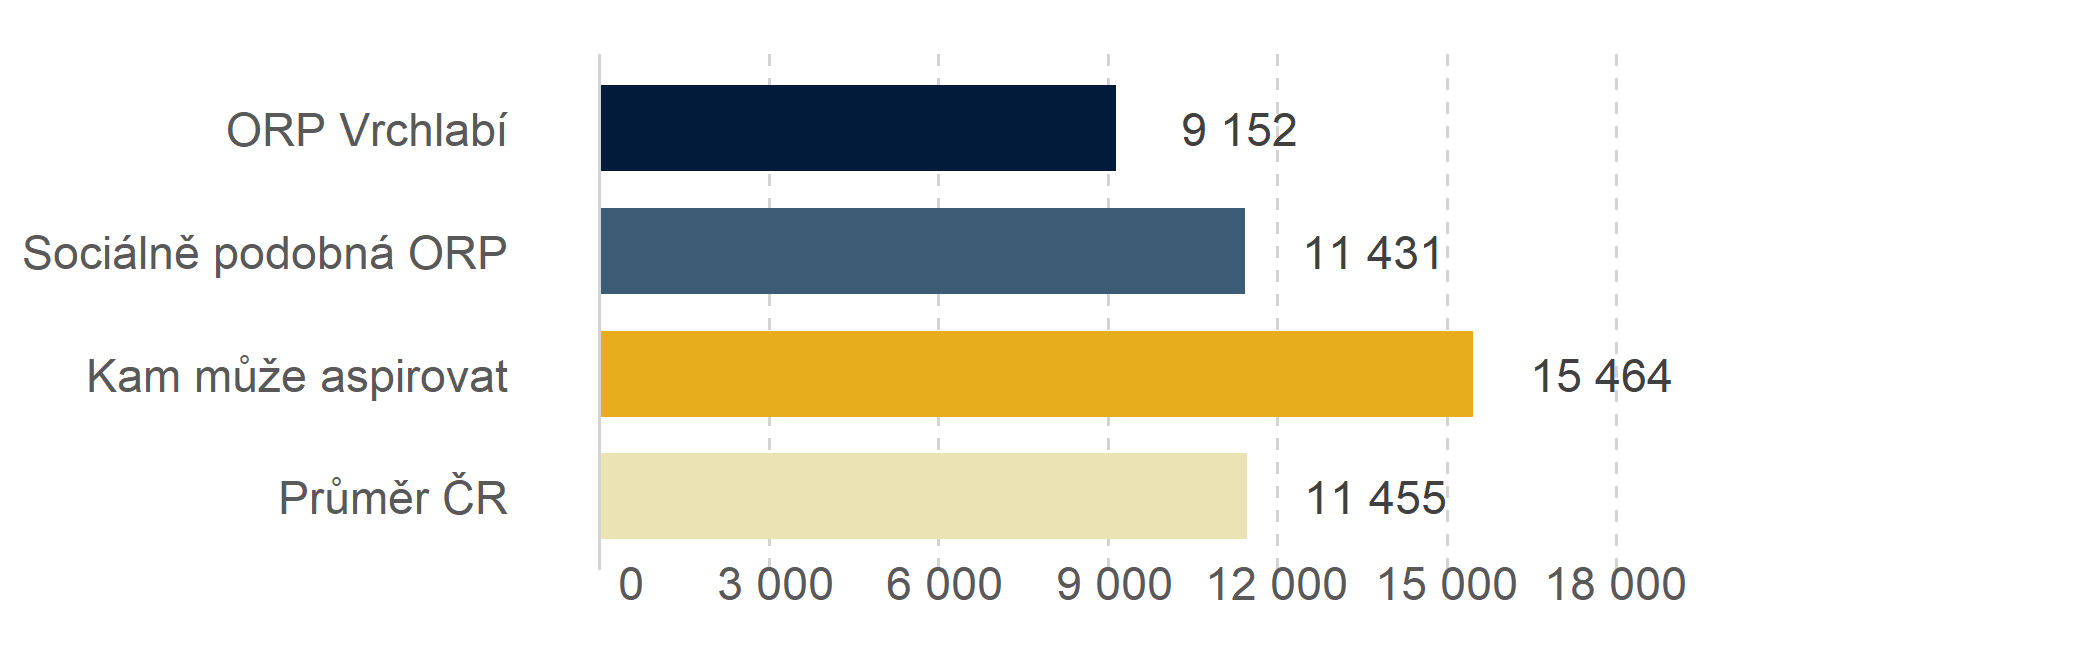 ORP Vrchlabí 9 152
Sociálně podobná ORP 11 431
Kam může aspirovat 15 464
Průměr ČR 11 455
0 3 000 6 000 9 000 12 000 15 000 18 000